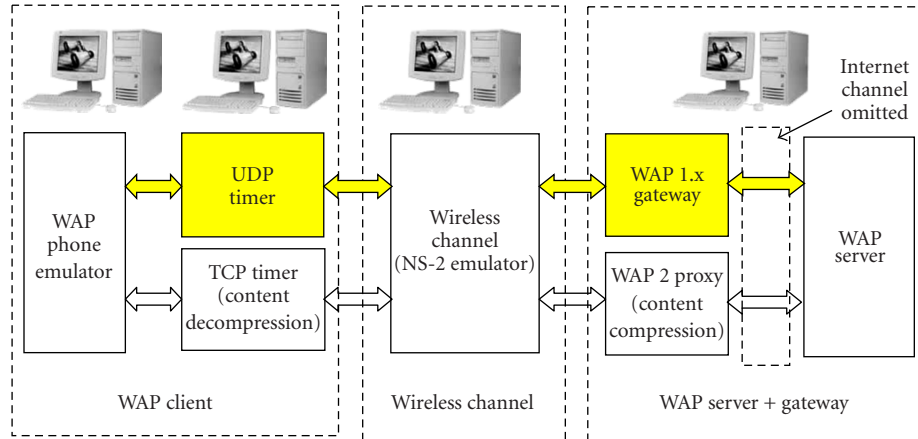 Internet
channel
omitted
WAP
phone
emulator
UDP
timer
TCP timer
(content
decompression)
Wireless
channel
(NS-2 emulator)
WAP 1.x
gateway
WAP 2 proxy
(content
compression)
WAP
server
WAP client
Wireless channel
WAP server + gateway